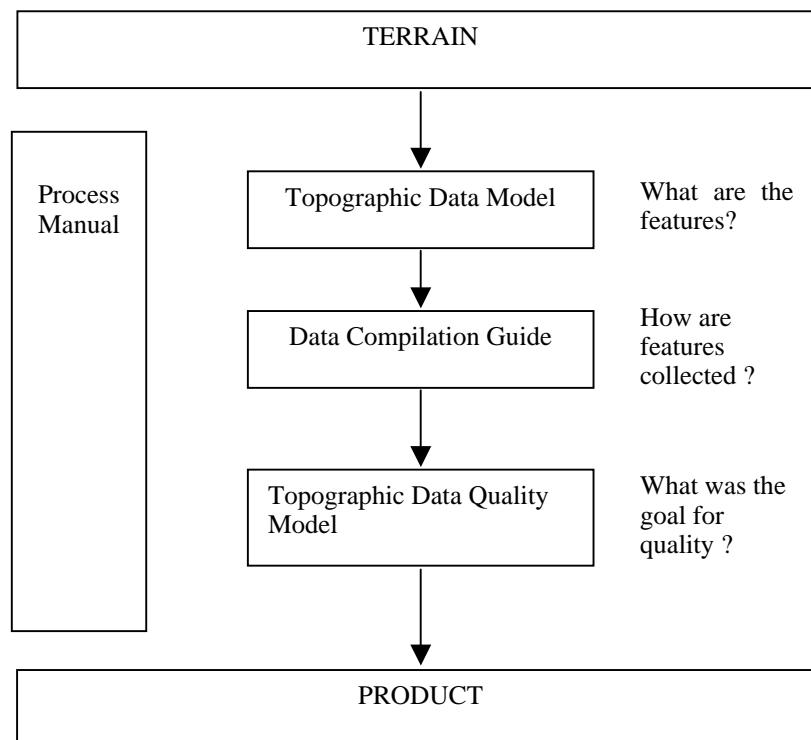 TERRAIN
Process
Manual
Topographic Data Model
What are the
features?
Data Compilation Guide
How are
features
collected ?
Topographic Data Quality
Model
What was the
goal for
quality ?
PRODUCT